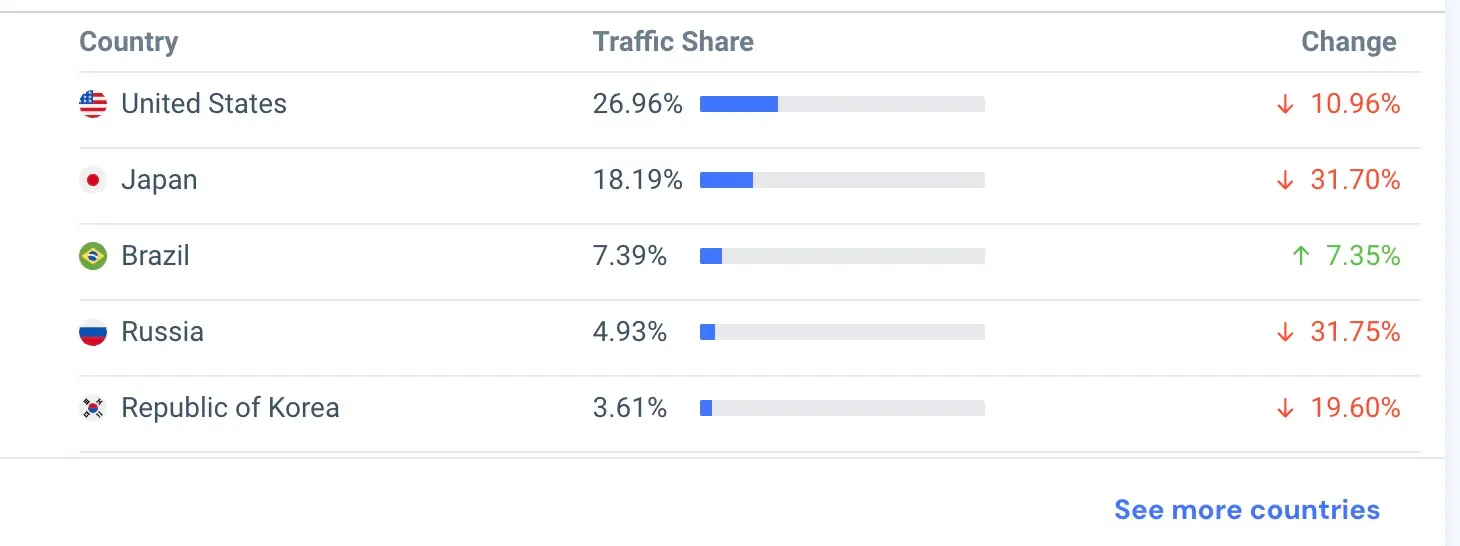 Country Traffic Share Change
United States 26.96% ↓ 10.96%
Japan 18.19% ↓ 31.70%
Brazil 7.39% ↑ 7.35%
Russia 4.93% ↓ 31.75%
Republic of Korea 3.61% ↓ 19.60%
See more countries